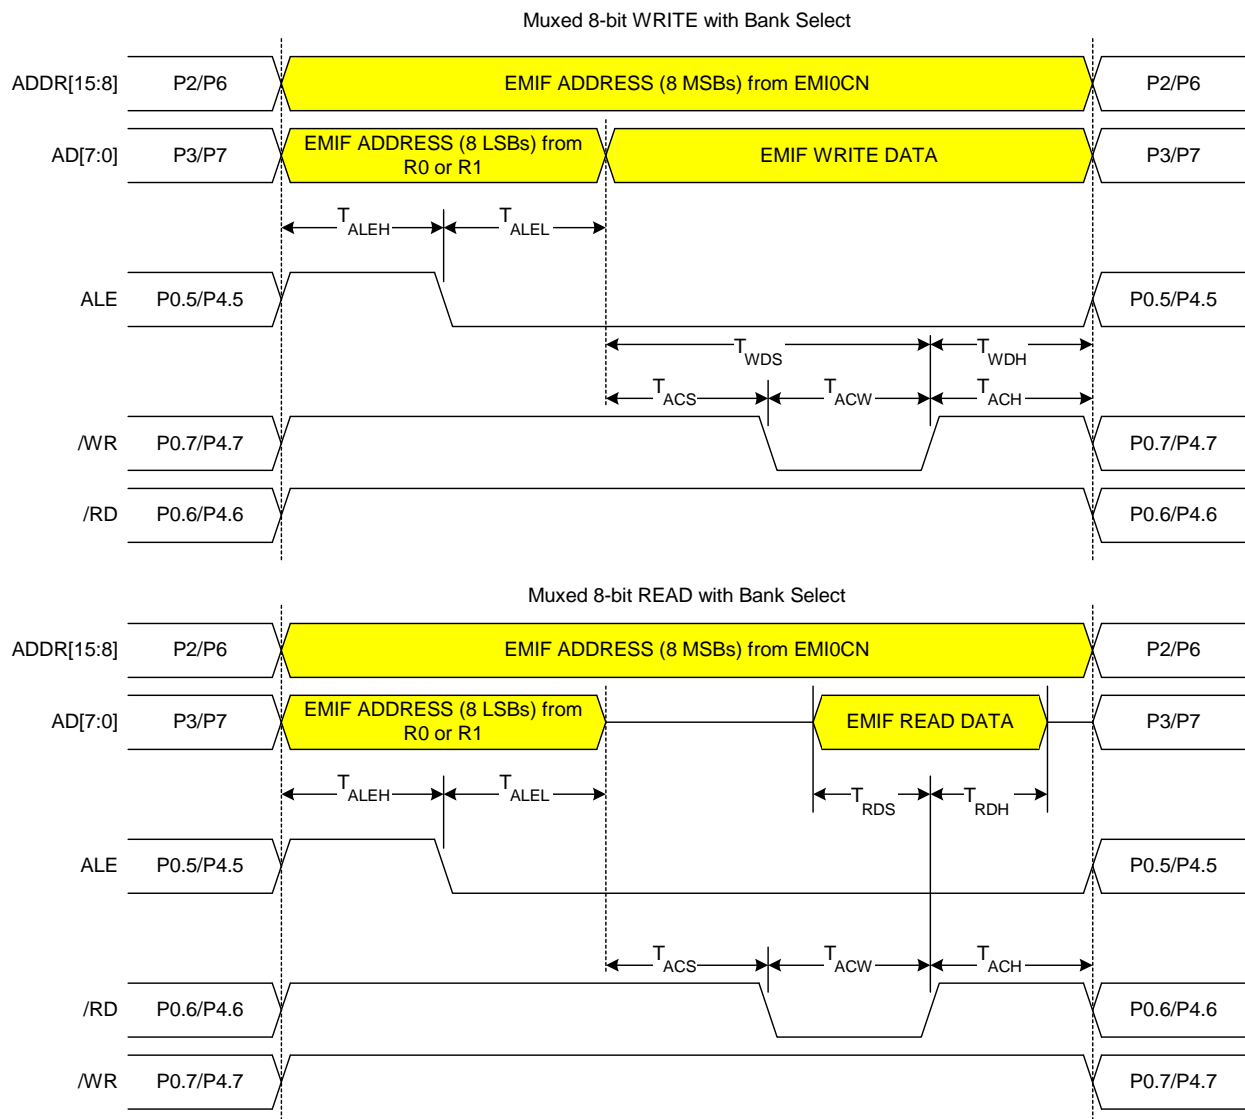 Muxed 8-bit WRITE with Bank Select
ADDR[15:8] P2/P6 EMIF ADDRESS (8 MSBs) from EMI0CN P2/P6
AD[7:0] P3/P7 EMIF ADDRESS (8 LSBs) from R0 or R1 EMIF WRITE DATA P3/P7
TALEH TALEL
ALE P0.5/P4.5 P0.5/P4.5
TWDS TWDH
TACS TACW TACH
/WR P0.7/P4.7 P0.7/P4.7
/RD P0.6/P4.6 P0.6/P4.6
Muxed 8-bit READ with Bank Select
ADDR[15:8] P2/P6 EMIF ADDRESS (8 MSBs) from EMI0CN P2/P6
AD[7:0] P3/P7 EMIF ADDRESS (8 LSBs) from R0 or R1 EMIF READ DATA P3/P7
TALEH TALEL TRDS TRDH
ALE P0.5/P4.5 P0.5/P4.5
TACS TACW TACH
/RD P0.6/P4.6 P0.6/P4.6
/WR P0.7/P4.7 P0.7/P4.7